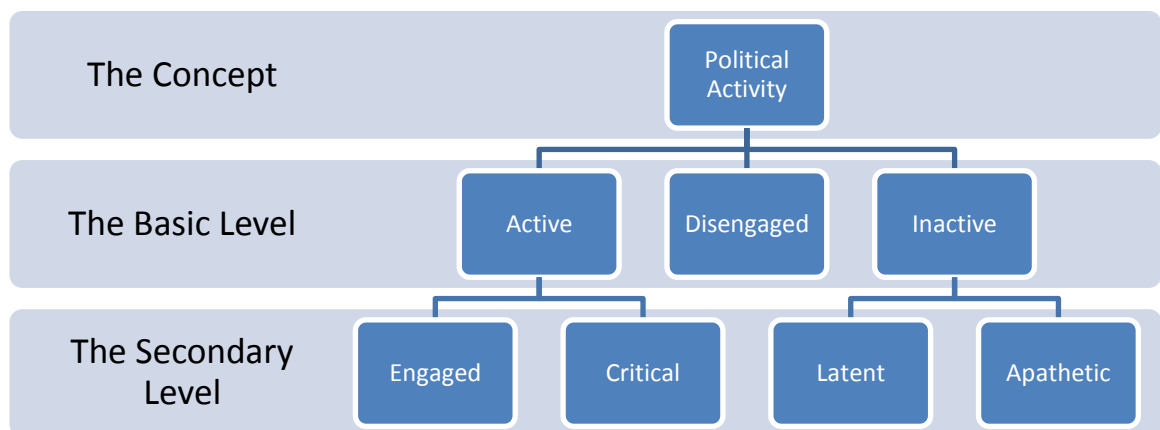 The Concept
Political
Activity
The Basic Level
Active
Disengaged
Inactive
The Secondary
Level
Engaged
Critical
Latent
Apathetic